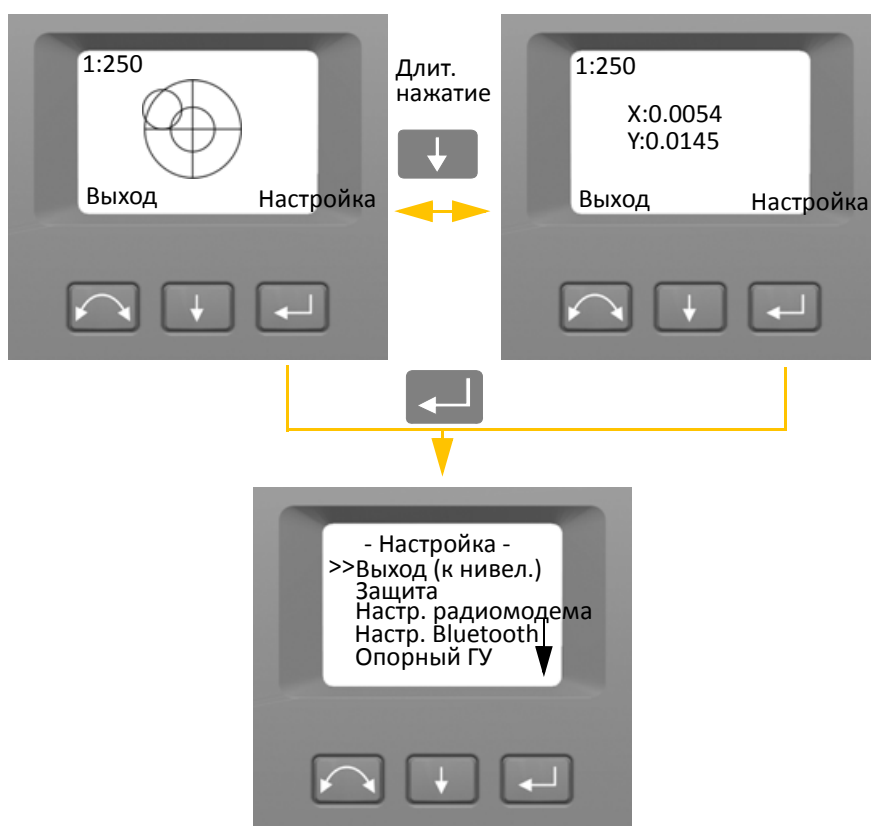 1:250
Выход
Настройка
Длит.
нажатие
1:250
X:0.0054
Y:0.0145
Выход
Настройка
- Настройка -
>>Выход (к нивел.)
Защита
Настр. радиомодема
Настр. Bluetooth
Опорный ГУ